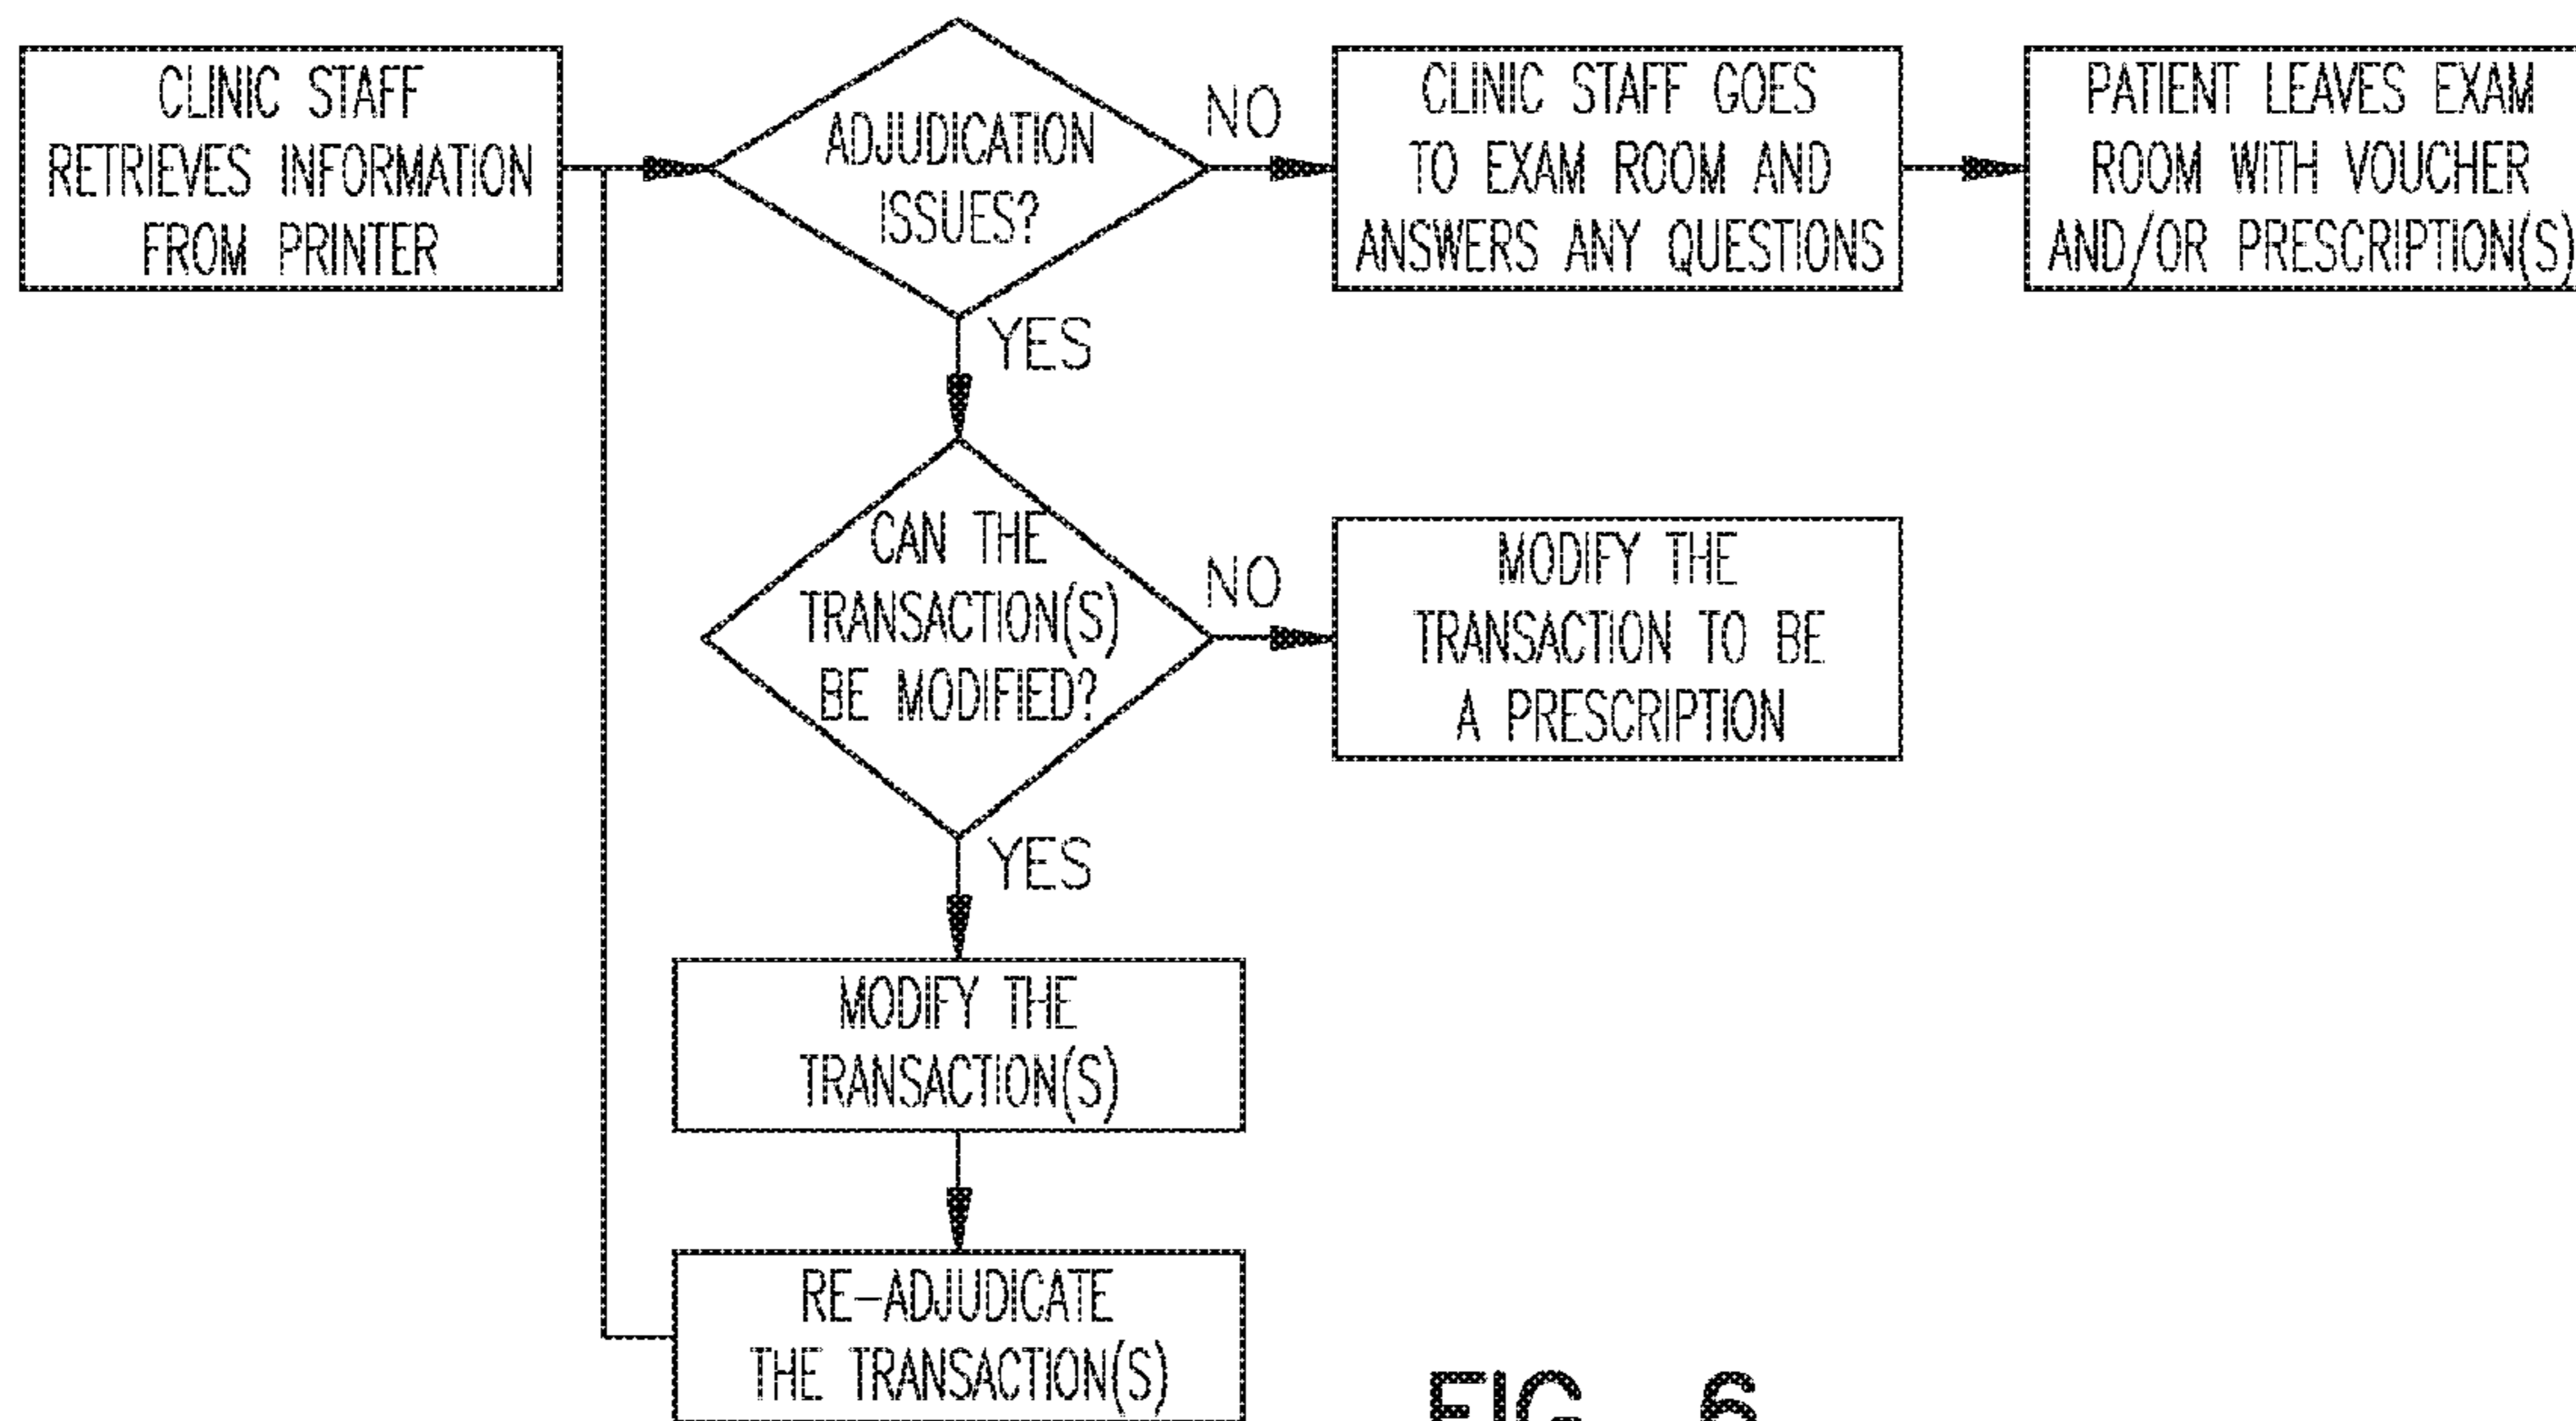 CLINIC STAFF
RETRIEVES INFORMATION
FROM PRINTER
ADJUDICATION
ISSUES?
NO
CLINIC STAFF GOES
TO EXAM ROOM AND
ANSWERS ANY QUESTIONS
PATIENT LEAVES EXAM
ROOM WITH VOUCHER
AND/OR PRESCRIPTION(S)
YES
CAN THE
TRANSACTION(S)
BE MODIFIED?
NO
MODIFY THE
TRANSACTION TO BE
A PRESCRIPTION
YES
MODIFY THE
TRANSACTION(S)
RE-ADJUDICATE
THE TRANSACTION(S)
FIG. 6